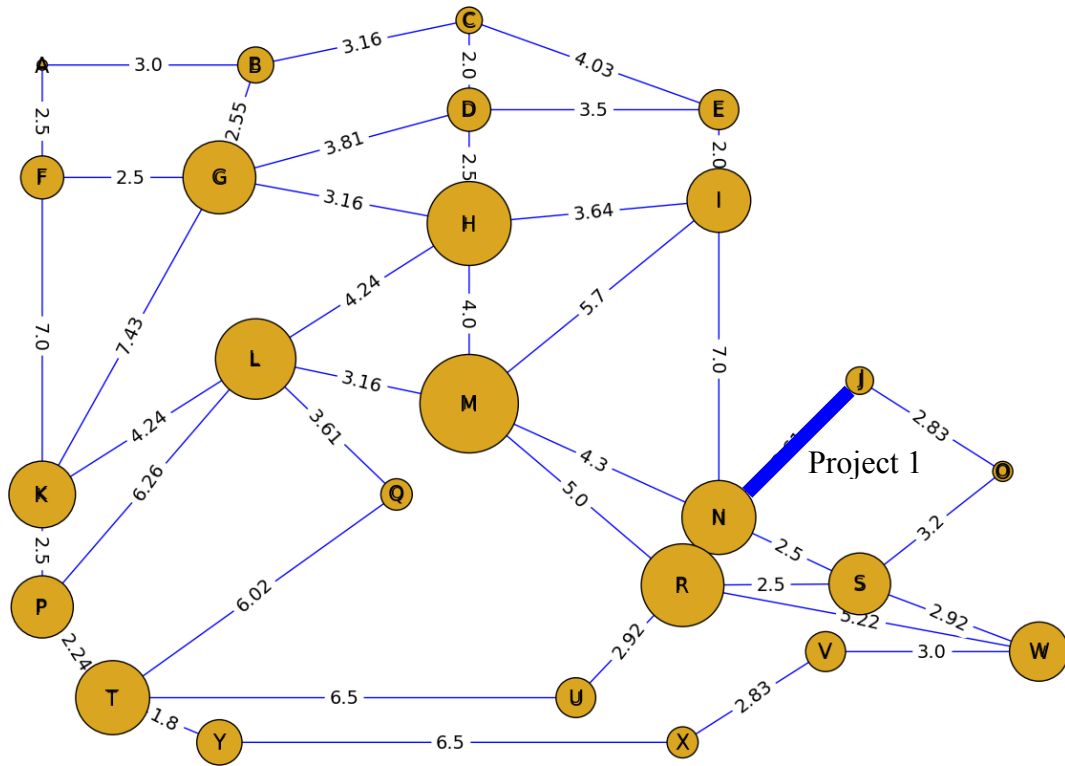 C
3.16
A
3.0
B
4.03
2.0
2.5
2.55
D
3.5
E
3.81
2.0
2.5
F
2.5
G
3.16
I
H
3.64
4.24
4.0
5.7
7.0
7.43
7.0
L
3.16
J
M
2.83
4.24
3.61
4.3
Project 1
O
6.26
5.0
K
Q
N
3.2
2.5
2.5
R
2.5
S
P
6.02
5.22
2.92
2.24
2.92
V
3.0
W
T
6.5
U
2.83
1.8
Y
6.5
X